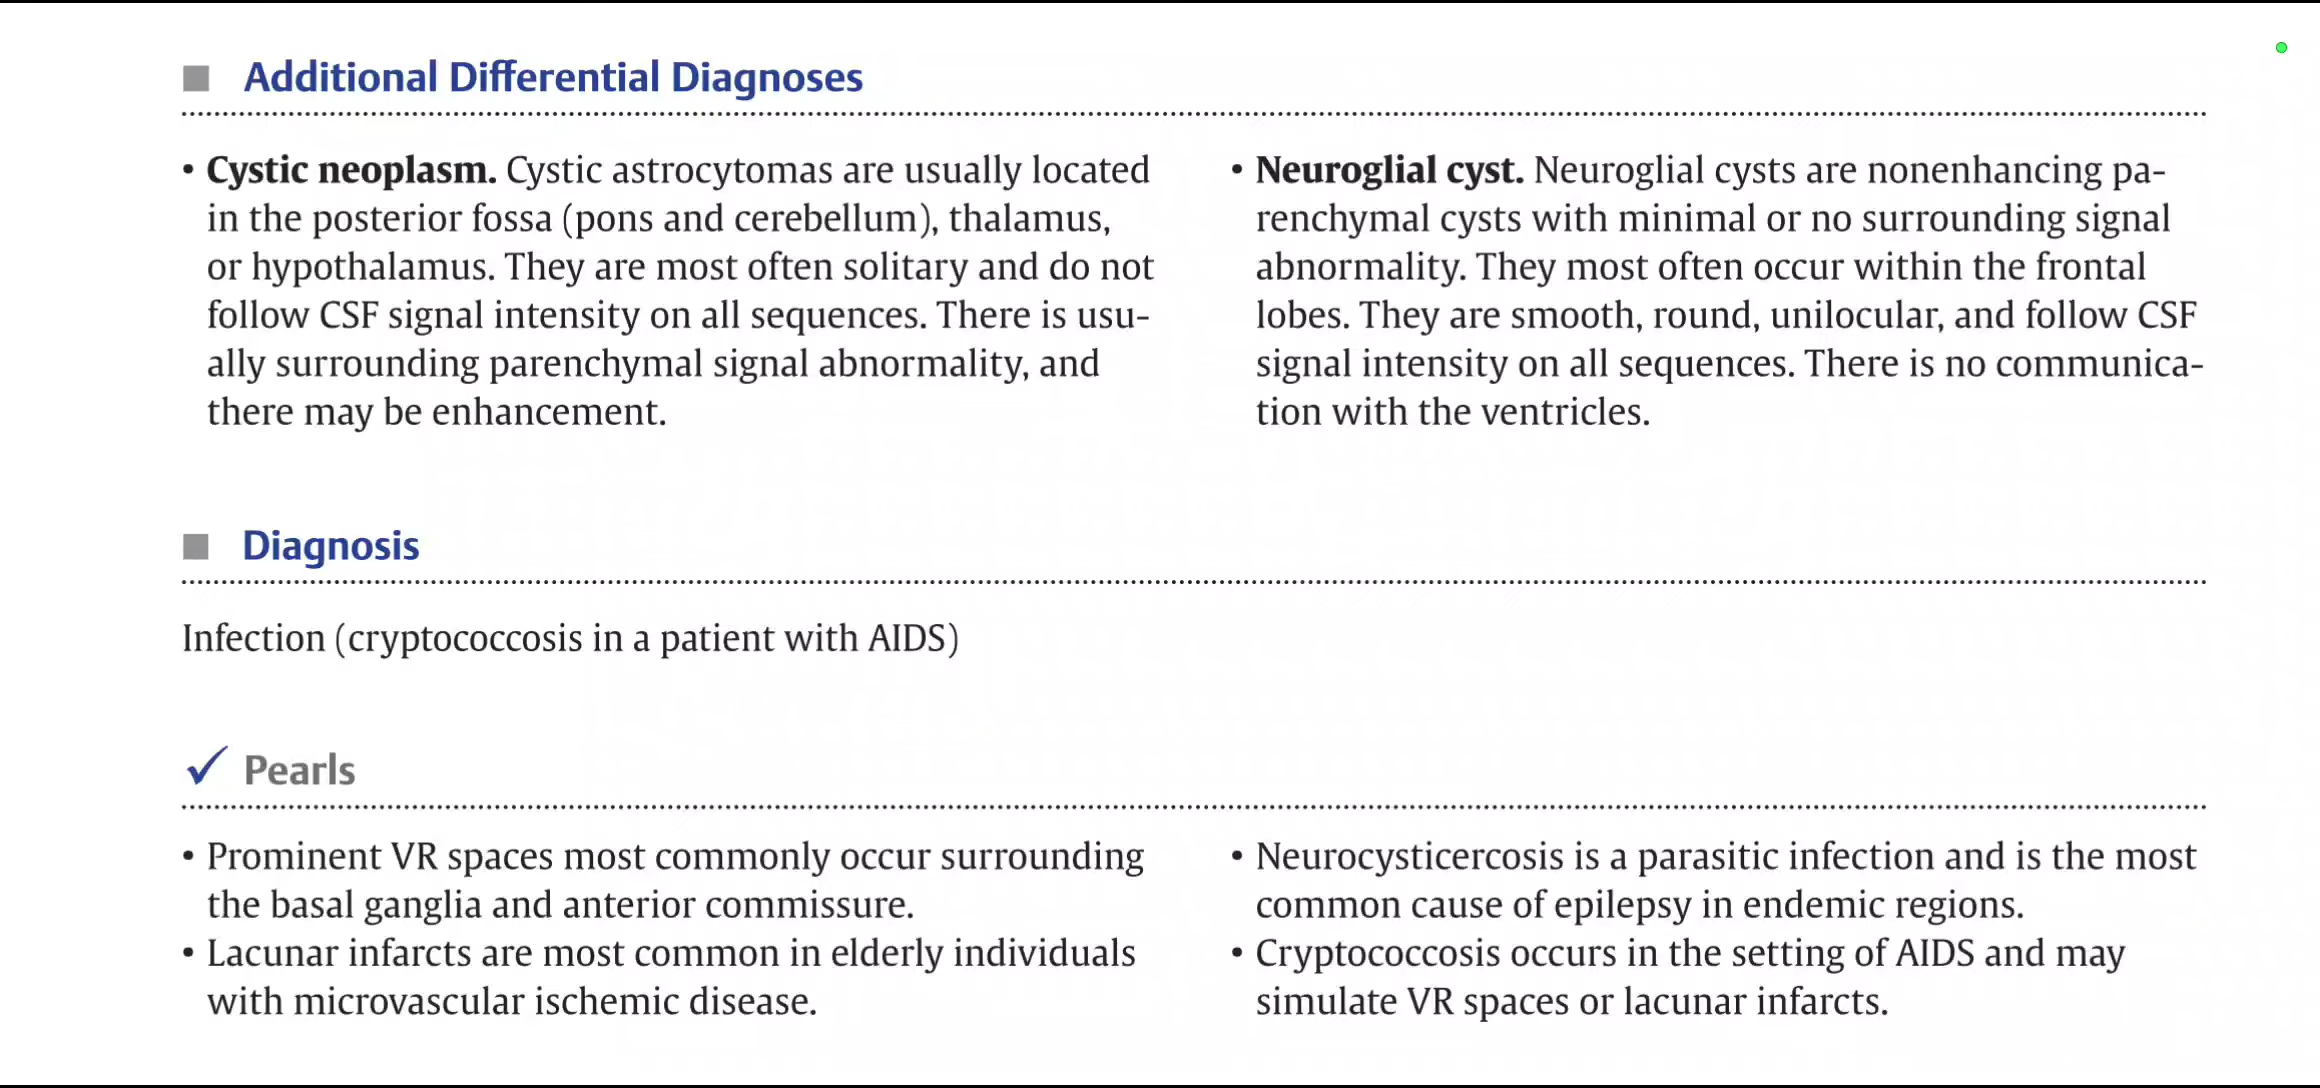 Additional Differential Diagnoses
• Cystic neoplasm. Cystic astrocytomas are usually located
in the posterior fossa (pons and cerebellum), thalamus,
or hypothalamus. They are most often solitary and do not
follow CSF signal intensity on all sequences. There is usu-
ally surrounding parenchymal signal abnormality, and
there may be enhancement.
• Neuroglial cyst. Neuroglial cysts are nonenhancing pa-
renchymal cysts with minimal or no surrounding signal
abnormality. They most often occur within the frontal
lobes. They are smooth, round, unilocular, and follow CSF
signal intensity on all sequences. There is no communica-
tion with the ventricles.
Diagnosis
Infection (cryptococcosis in a patient with AIDS)
Pearls
• Prominent VR spaces most commonly occur surrounding
the basal ganglia and anterior commissure.
• Lacunar infarcts are most common in elderly individuals
with microvascular ischemic disease.
• Neurocysticercosis is a parasitic infection and is the most
common cause of epilepsy in endemic regions.
• Cryptococcosis occurs in the setting of AIDS and may
simulate VR spaces or lacunar infarcts.